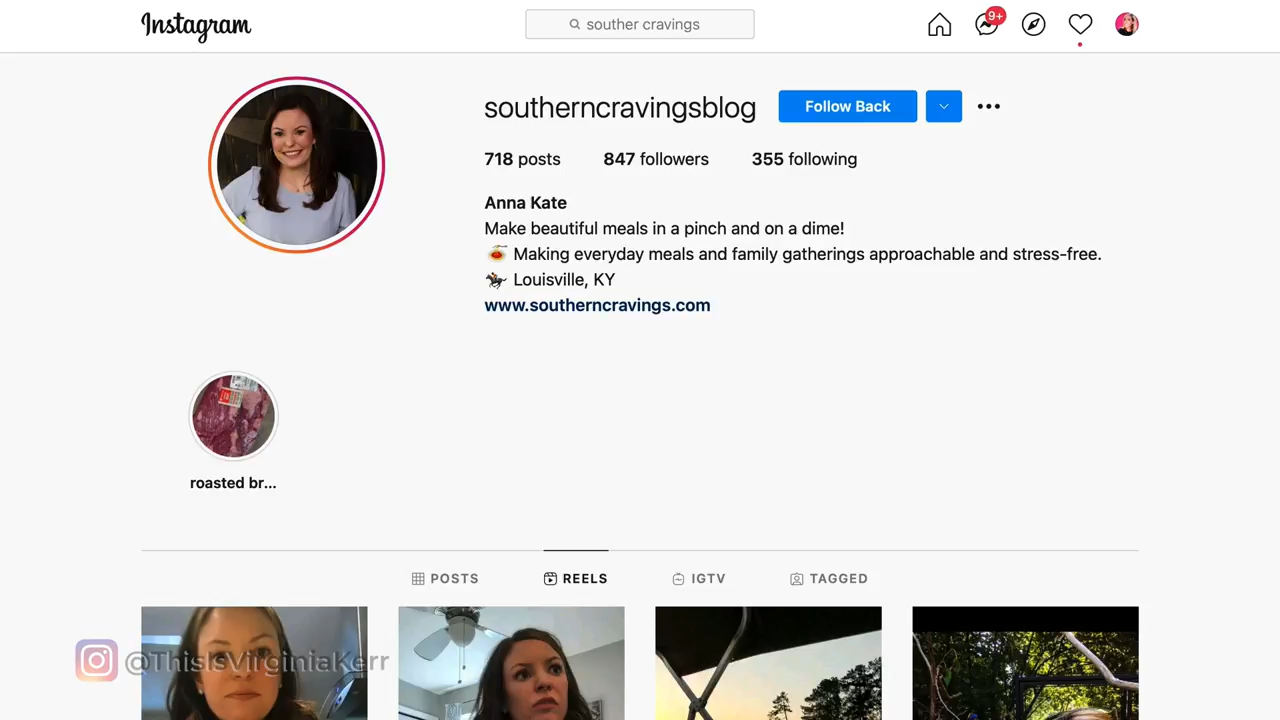 Instagram
souther cravings
9+
southerncravingsblog
Follow Back
718 posts 847 followers 355 following
Anna Kate
Make beautiful meals in a pinch and on a dime!
Making everyday meals and family gatherings approachable and stress-free.
Louisville, KY
www.southerncravings.com
roasted br...
POSTS REELS IGTV TAGGED
@ThisIsVirginiaKerr